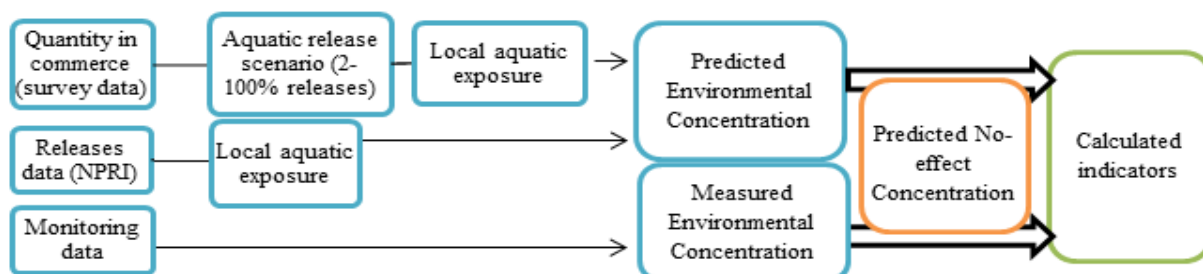 Quantity in
commerce
(survey data)
Aquatic release
scenario (2-
100% releases)
Local aquatic
exposure
Predicted
Environmental
Concentration
Releases
data (NPRI)
Local aquatic
exposure
Predicted No-
effect
Concentration
Calculated
indicators
Monitoring
data
Measured
Environmental
Concentration